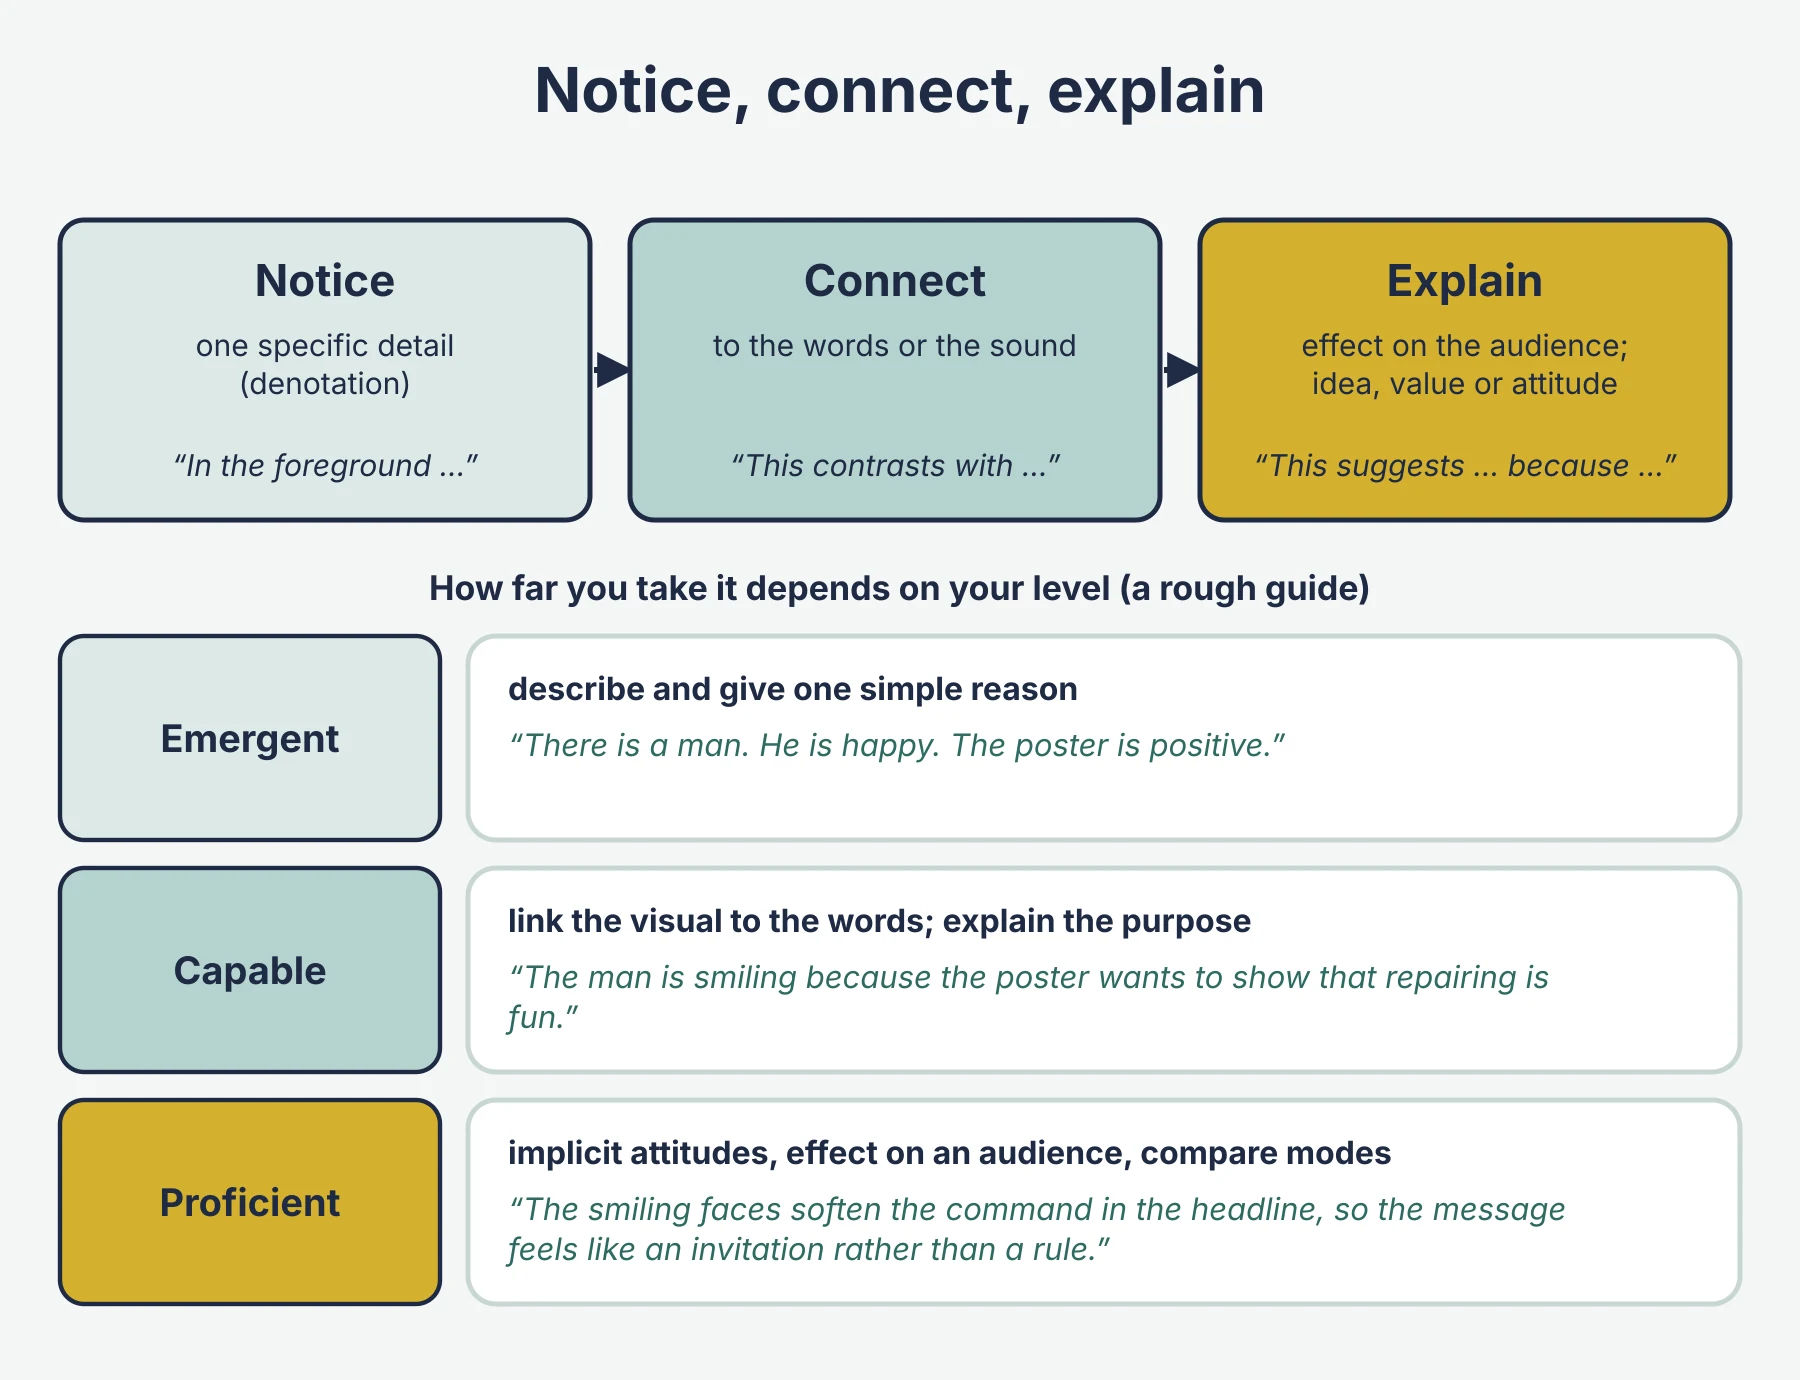 Notice, connect, explain
Notice
one specific detail
(denotation)
“In the foreground ...”
Connect
to the words or the sound
“This contrasts with ...”
Explain
effect on the audience;
idea, value or attitude
“This suggests ... because ...”
How far you take it depends on your level (a rough guide)
Emergent
describe and give one simple reason
“There is a man. He is happy. The poster is positive.”
Capable
link the visual to the words; explain the purpose
“The man is smiling because the poster wants to show that repairing is
fun.”
Proficient
implicit attitudes, effect on an audience, compare modes
“The smiling faces soften the command in the headline, so the message
feels like an invitation rather than a rule.”